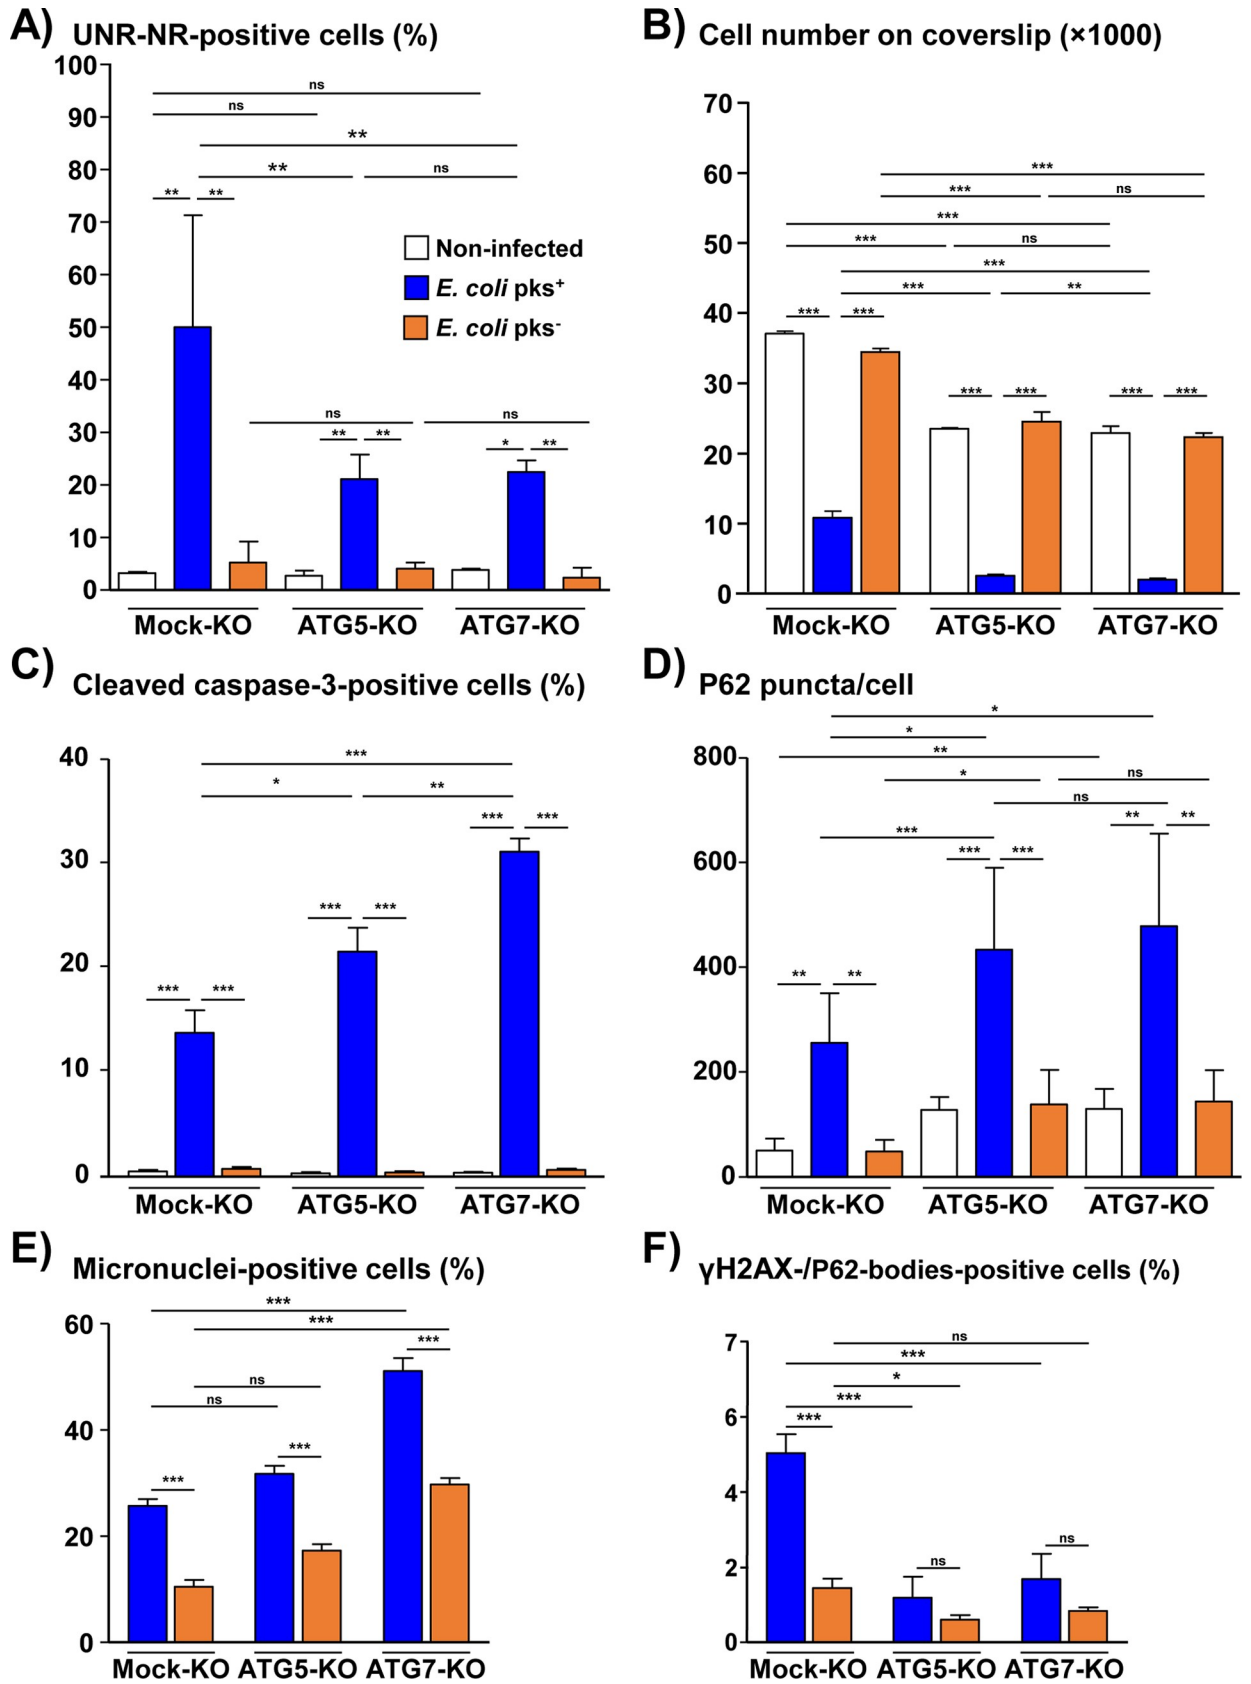 A) UNR-NR-positive cells (%)
100
90
80
70
60
50
40
30
20
10
0
ns
ns
**
** ns
** **
Non-infected
E. coli pks+
E. coli pks-
ns ns
** ** * **
Mock-KO ATG5-KO ATG7-KO
B) Cell number on coverslip (×1000)
70
60
50
40
30
20
10
0
***
*** ns
***
*** ns
***
*** **
*** ***
*** *** *** ***
Mock-KO ATG5-KO ATG7-KO
C) Cleaved caspase-3-positive cells (%)
40
30
20
10
0
***
* **
*** ***
*** ***
*** ***
Mock-KO ATG5-KO ATG7-KO
D) P62 puncta/cell
800
600
400
200
0
*
*
**
* ns
ns
** **
***
*** ***
** **
Mock-KO ATG5-KO ATG7-KO
E) Micronuclei-positive cells (%)
60
40
20
0
***
***
***
ns
ns
***
***
Mock-KO ATG5-KO ATG7-KO
F) γH2AX-/P62-bodies-positive cells (%)
7
6
4
2
0
ns
***
*
***
***
ns
ns
Mock-KO ATG5-KO ATG7-KO